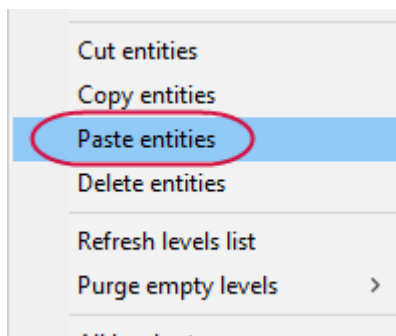 Cut entities
Copy entities
Paste entities
Delete entities
Refresh levels list
Purge empty levels